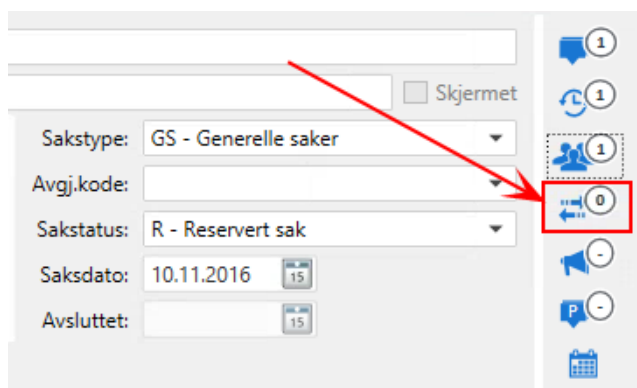 1
Skjermet
1
Sakstype: GS - Generelle saker
1
Avgj.kode:
0
Sakstatus: R - Reservert sak
-
Saksdato: 10.11.2016 15
P -
Avsluttet: 15